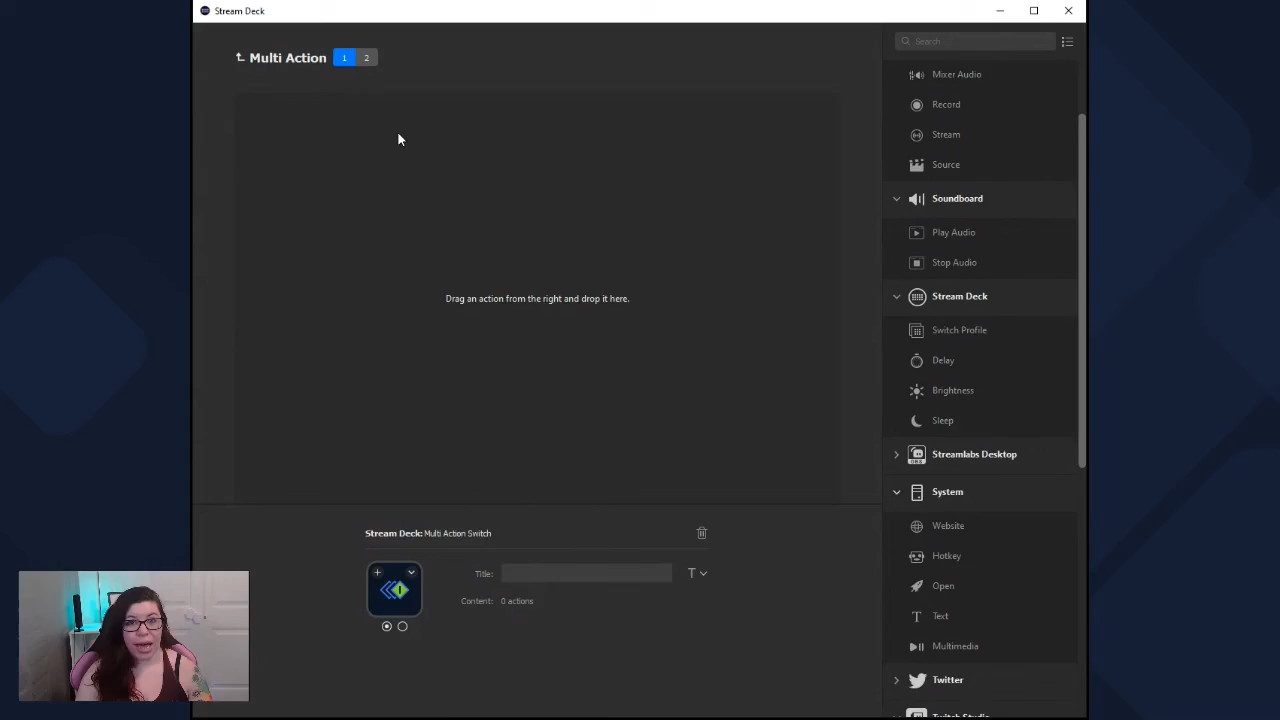 Stream Deck
Multi Action 1 2
Search
Mixer Audio
Record
Stream
Source
Soundboard
Play Audio
Stop Audio
Drag an action from the right and drop it here.
Stream Deck
Switch Profile
Delay
Brightness
Sleep
Streamlabs Desktop
System
Website
Stream Deck: Multi Action Switch
Hotkey
Title: T
Open
Content: 0 actions
Text
Multimedia
Twitter
Twitch Studio